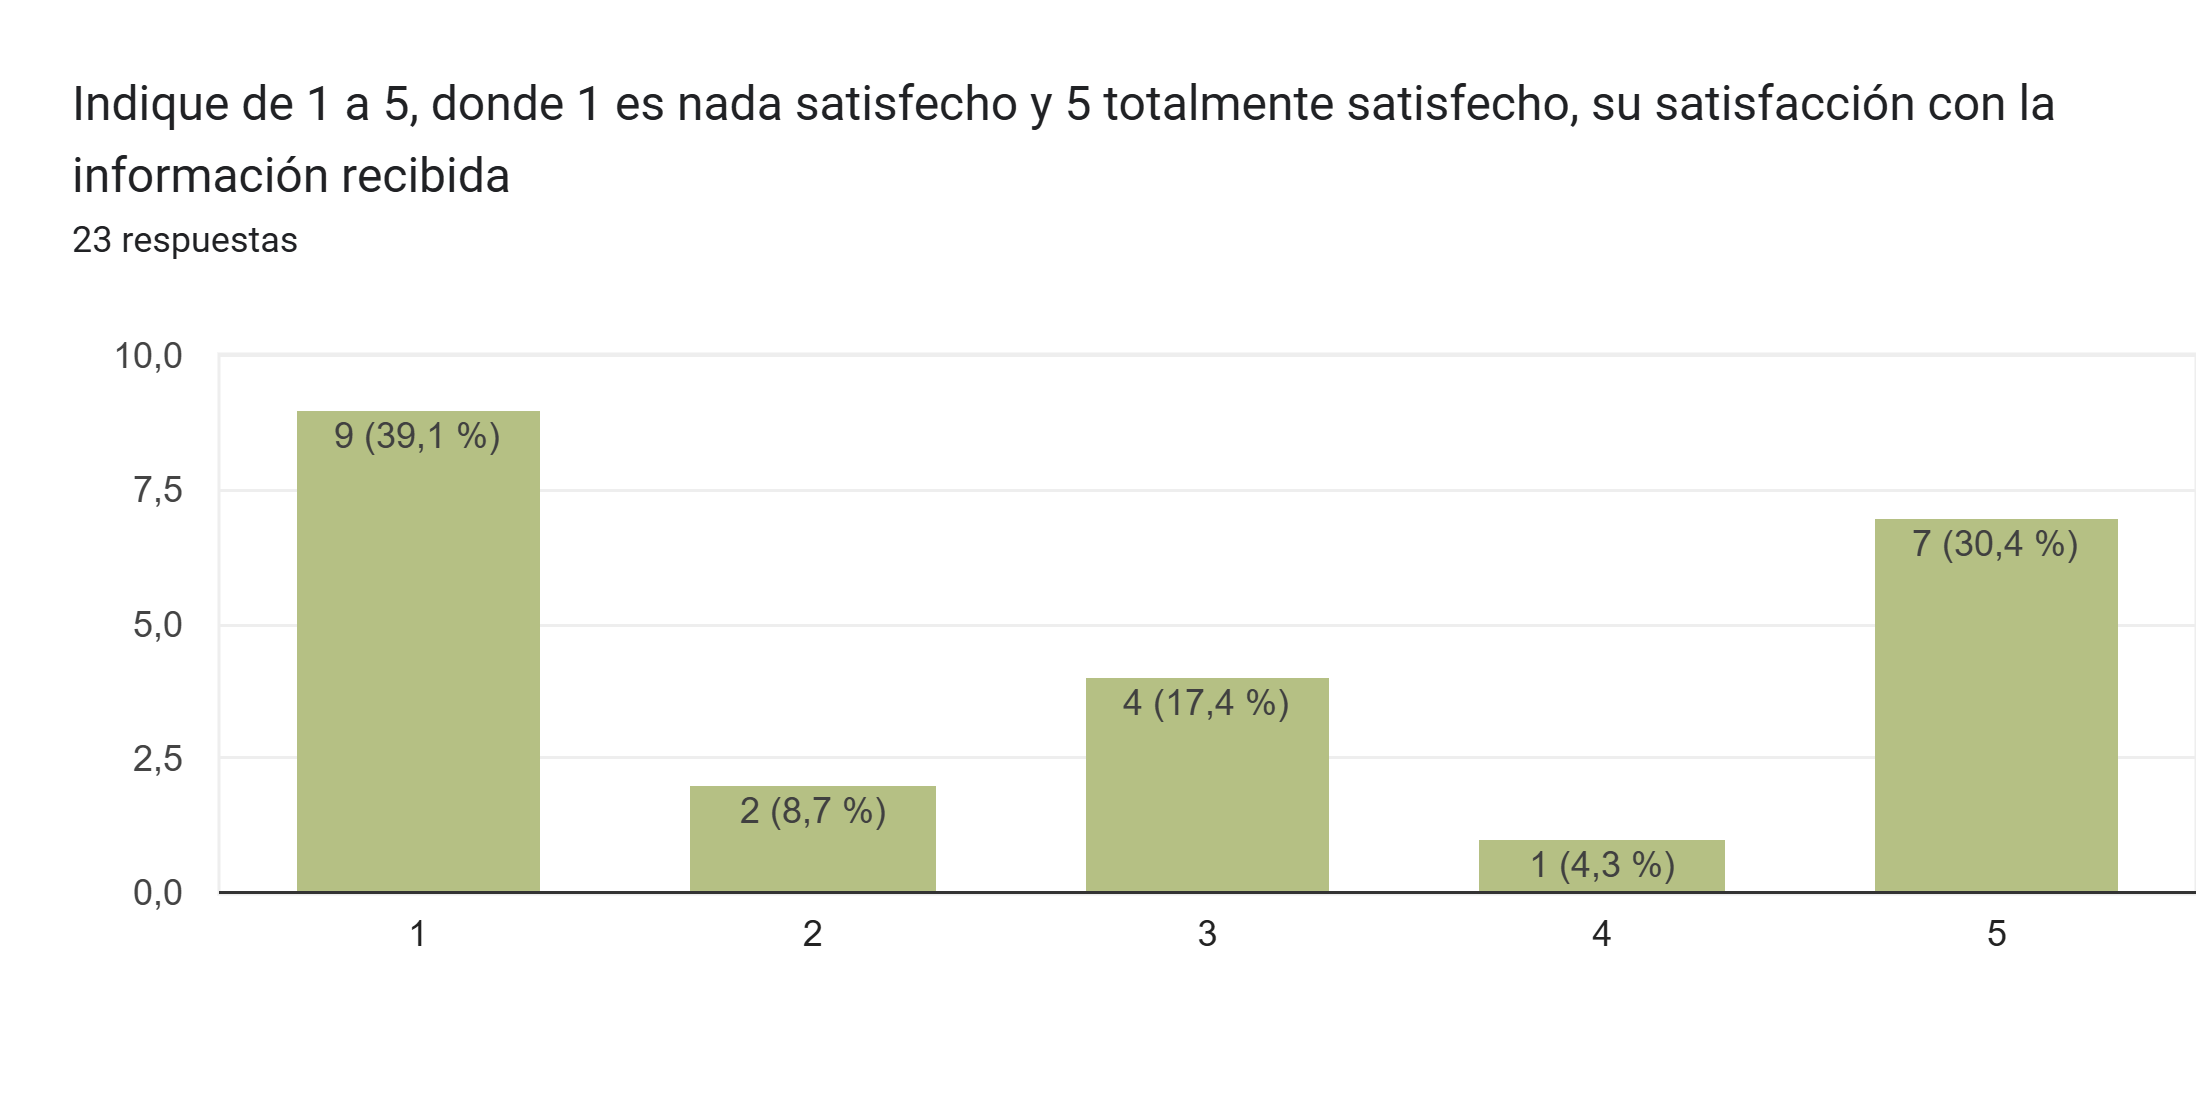 Indique de 1 a 5, donde 1 es nada satisfecho y 5 totalmente satisfecho, su satisfacción con la
información recibida
23 respuestas
10,0
7,5
5,0
2,5
0,0
9 (39,1 %)
2 (8,7 %)
4 (17,4 %)
1 (4,3 %)
7 (30,4 %)
1
2
3
4
5